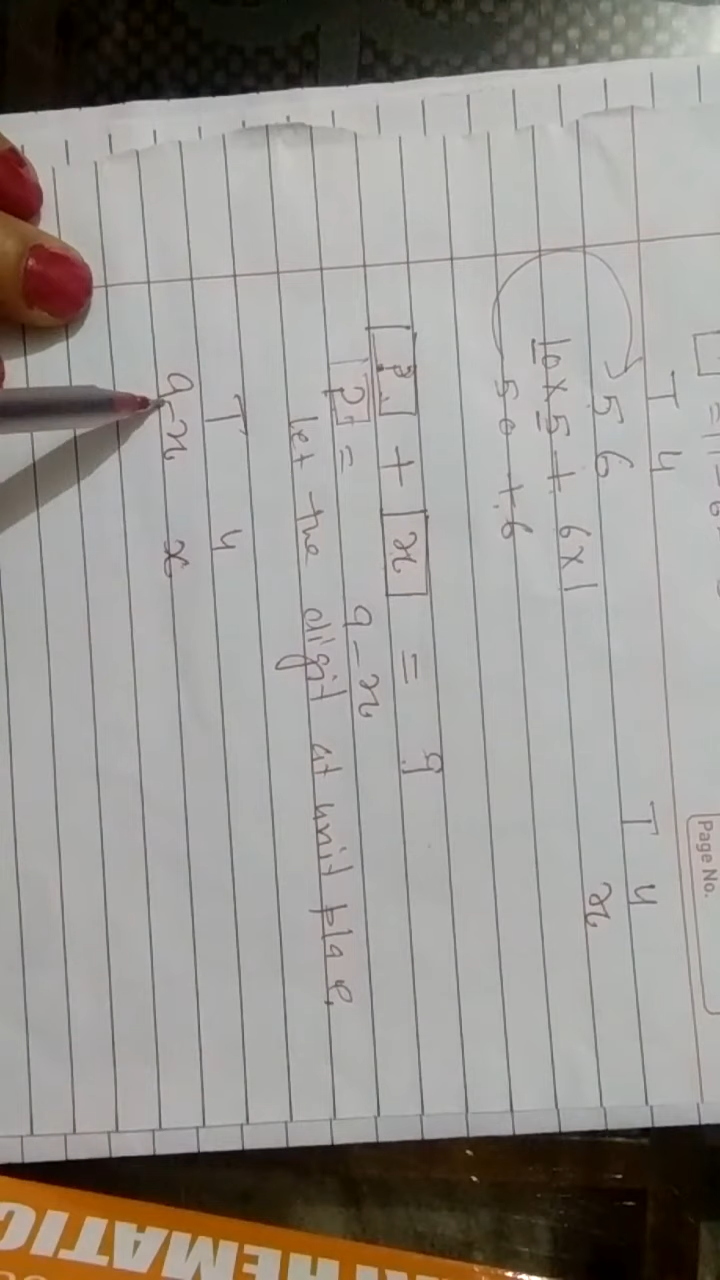 Page No.
T U T U
5 6 x
10 x 5 + 6 x 1
50 + 6
? + x = 9
? = 9 - x
let the digit at unit place
T U
9-x x